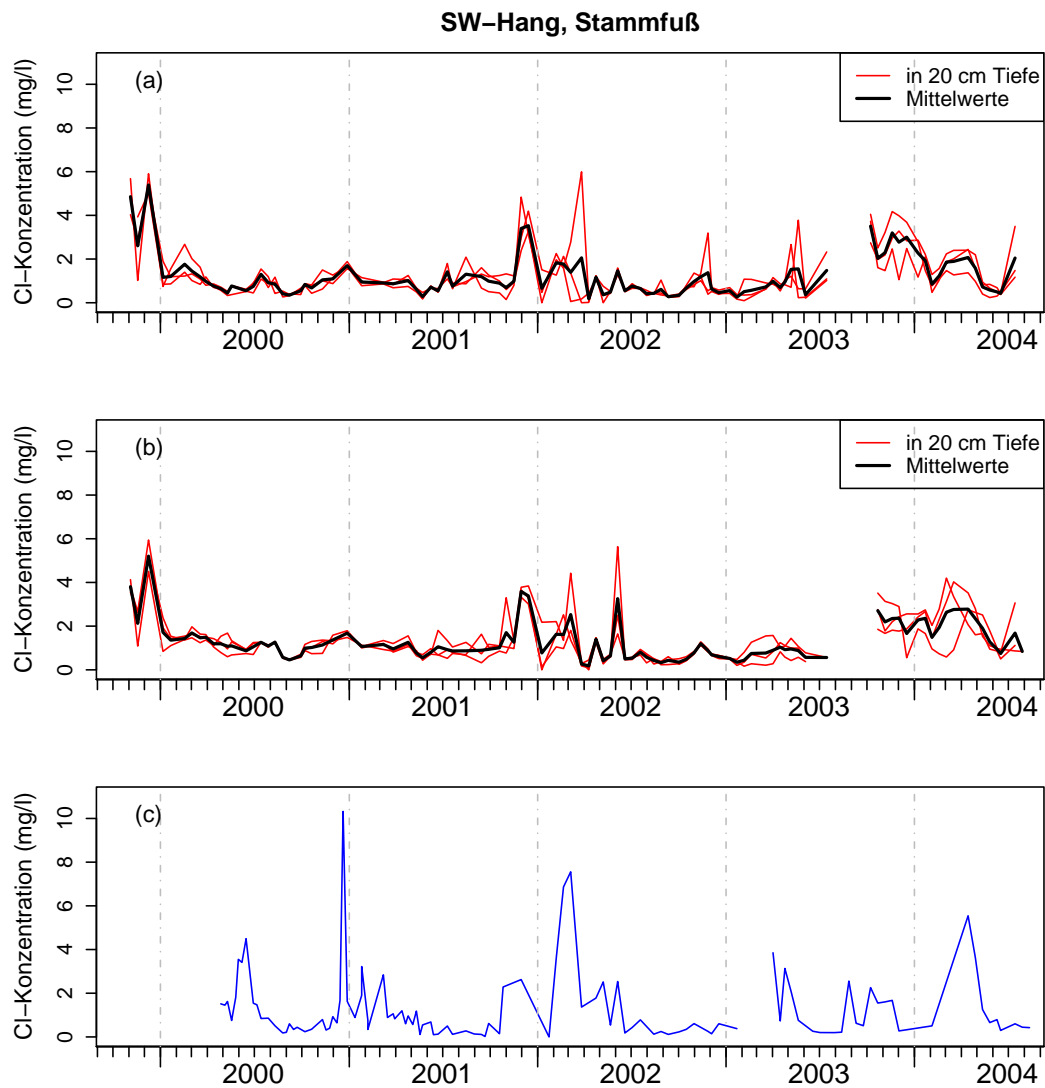 SW−Hang, Stammfuß
(a)
in 20 cm Tiefe
Mittelwerte
Cl−Konzentration (mg/l)
0 2 4 6 8 10
2000 2001 2002 2003 2004
(b)
in 20 cm Tiefe
Mittelwerte
Cl−Konzentration (mg/l)
0 2 4 6 8 10
2000 2001 2002 2003 2004
(c)
Cl−Konzentration (mg/l)
0 2 4 6 8 10
2000 2001 2002 2003 2004